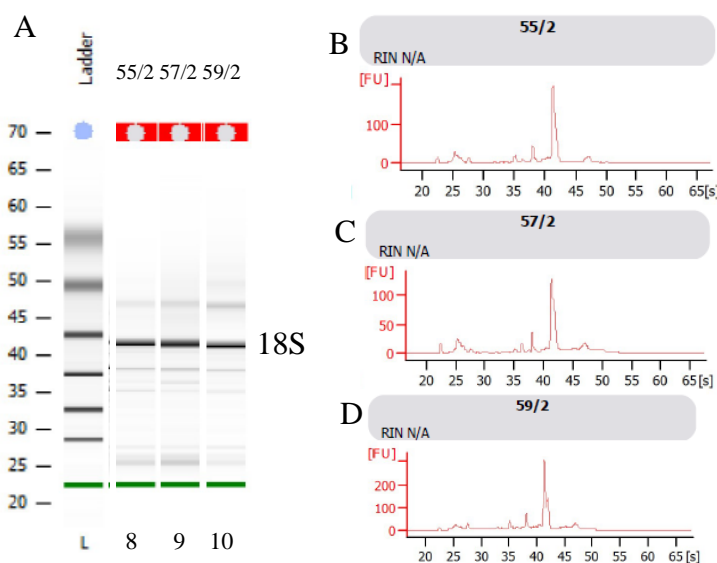 A
Ladder
55/2 57/2 59/2
70
65
60
55
50
45
40
35
30
25
20
18S
L 8 9 10
B
55/2
RIN N/A
[FU]
100
0
20 25 30 35 40 45 50 55 60 65[s]
C
57/2
RIN N/A
[FU]
100
50
0
20 25 30 35 40 45 50 55 60 65[s]
D
59/2
RIN N/A
[FU]
200
100
0
20 25 30 35 40 45 50 55 60 65[s]